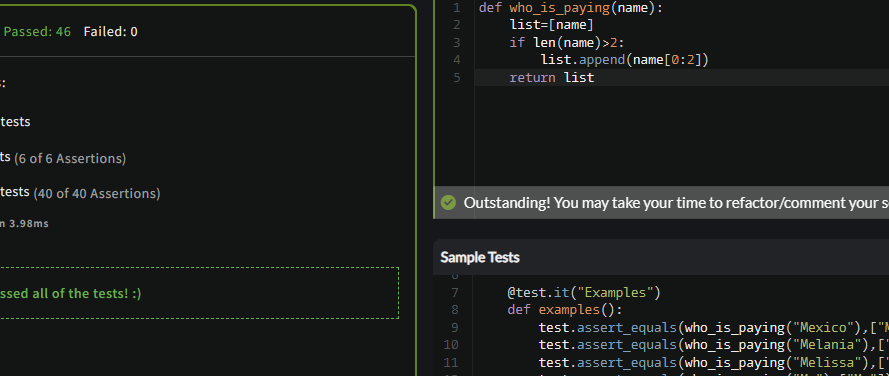 Passed: 46 Failed: 0
:
tests
ts (6 of 6 Assertions)
tests (40 of 40 Assertions)
n 3.98ms
ssed all of the tests! :)
1 def who_is_paying(name):
2 list=[name]
3 if len(name)>2:
4 list.append(name[0:2])
5 return list
Outstanding! You may take your time to refactor/comment your s
Sample Tests
7 @test.it("Examples")
8 def examples():
9 test.assert_equals(who_is_paying("Mexico"),["M
10 test.assert_equals(who_is_paying("Melania"),["
11 test.assert_equals(who_is_paying("Melissa"),["